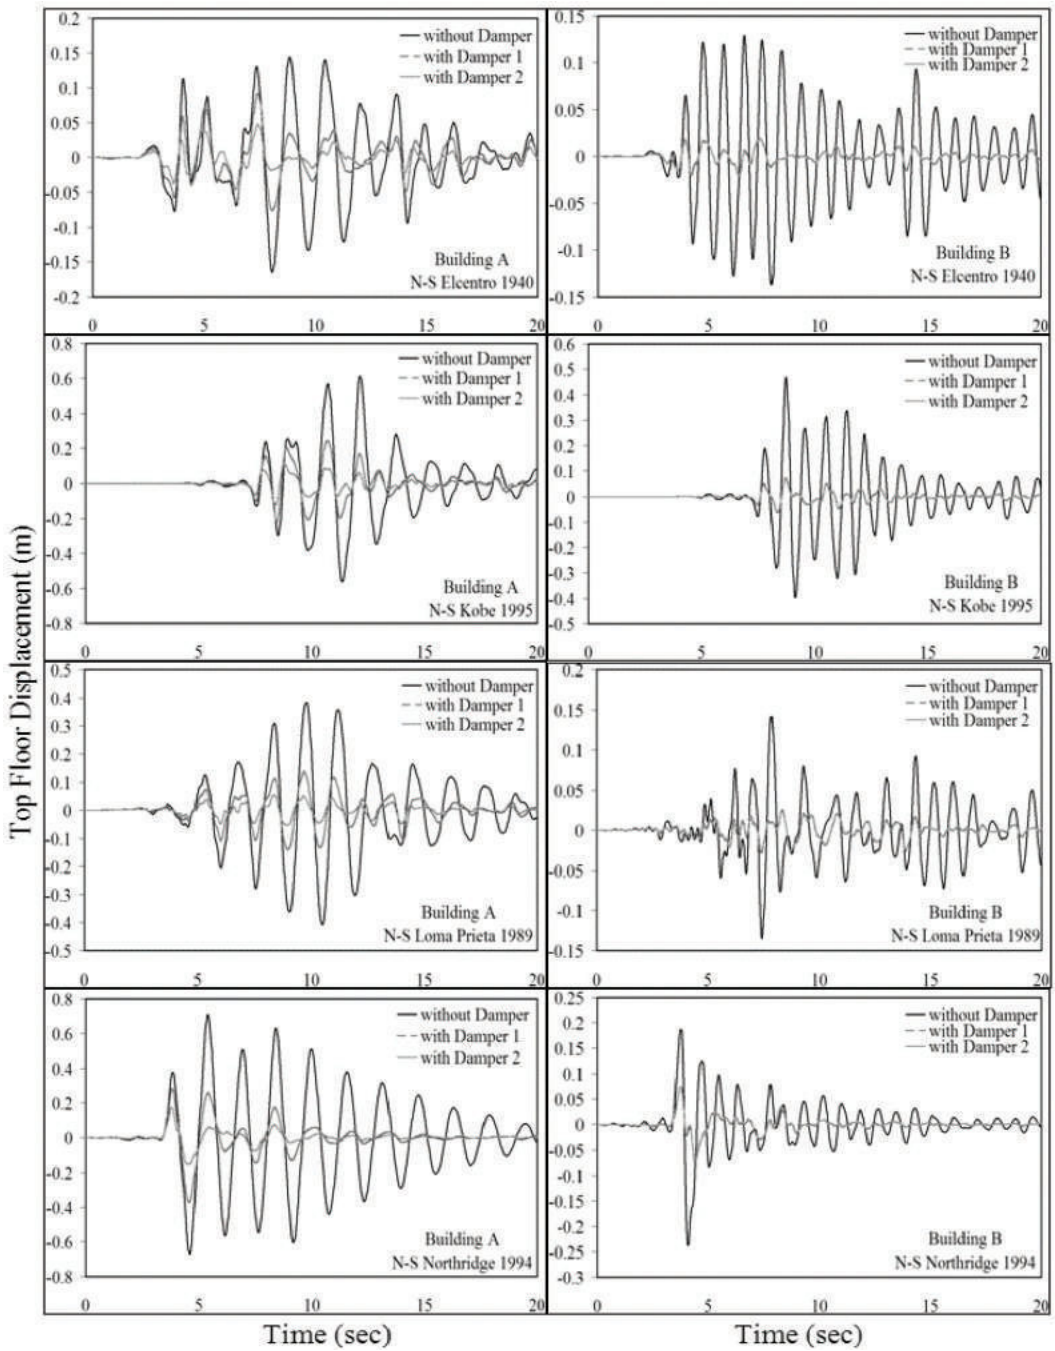 Top Floor Displacement (m)
0.2
0.15
0.1
0.05
0
-0.05
-0.1
-0.15
-0.2
without Damper
with Damper 1
with Damper 2
Building A
N-S Elcentro 1940
0 5 10 15 20
0.15
0.1
0.05
0
-0.05
-0.1
-0.15
without Damper
with Damper 1
with Damper 2
Building B
N-S Elcentro 1940
0 5 10 15 20
0.8
0.6
0.4
0.2
0
-0.2
-0.4
-0.6
-0.8
without Damper
with Damper 1
with Damper 2
Building A
N-S Kobe 1995
0 5 10 15 20
0.6
0.5
0.4
0.3
0.2
0.1
0
-0.1
-0.2
-0.3
-0.4
-0.5
without Damper
with Damper 1
with Damper 2
Building B
N-S Kobe 1995
0 5 10 15 20
0.5
0.4
0.3
0.2
0.1
0
-0.1
-0.2
-0.3
-0.4
-0.5
without Damper
with Damper 1
with Damper 2
Building A
N-S Loma Prieta 1989
0 5 10 15 20
0.2
0.15
0.1
0.05
0
-0.05
-0.1
-0.15
without Damper
with Damper 1
with Damper 2
Building B
N-S Loma Prieta 1989
0 5 10 15 20
0.8
0.6
0.4
0.2
0
-0.2
-0.4
-0.6
-0.8
without Damper
with Damper 1
with Damper 2
Building A
N-S Northridge 1994
0 5 10 15 20
Time (sec)
0.25
0.2
0.15
0.1
0.05
0
-0.05
-0.1
-0.15
-0.2
-0.25
-0.3
without Damper
with Damper 1
with Damper 2
Building B
N-S Northridge 1994
0 5 10 15 20
Time (sec)